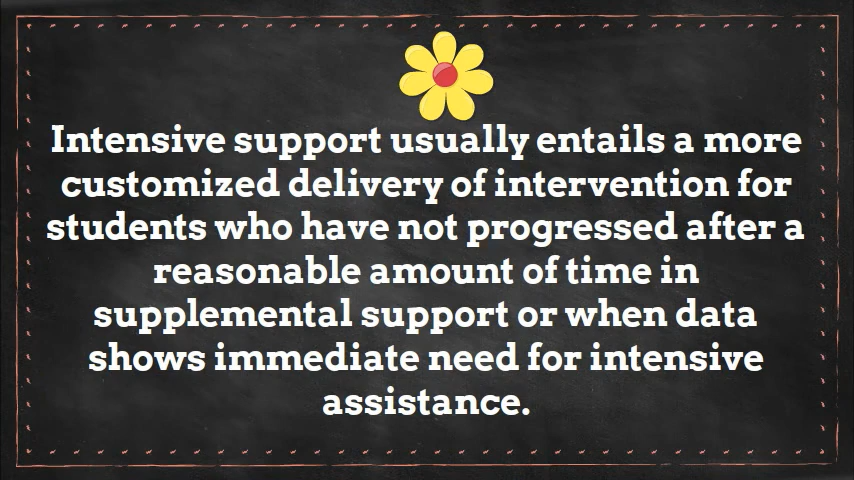 Intensive support usually entails a more
customized delivery of intervention for
students who have not progressed after a
reasonable amount of time in
supplemental support or when data
shows immediate need for intensive
assistance.